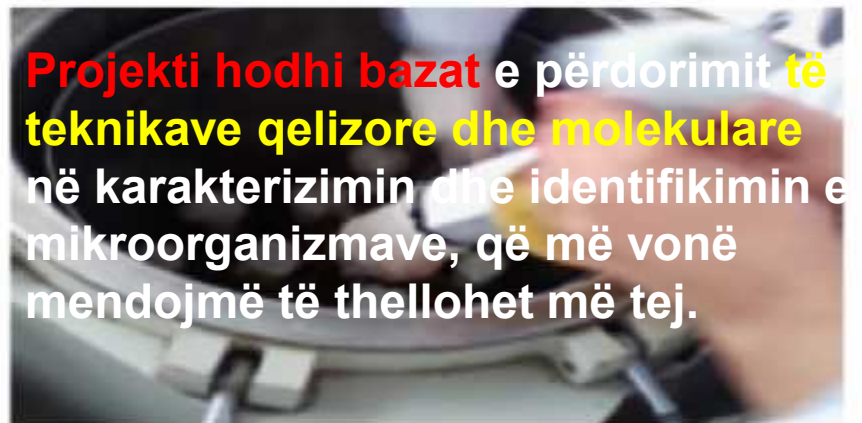 Projekti hodhi bazat e përdorimit të
teknikave qelizore dhe molekulare
në karakterizimin dhe identifikimin e
mikroorganizmave, që më vonë
mendojmë të thellohet më tej.